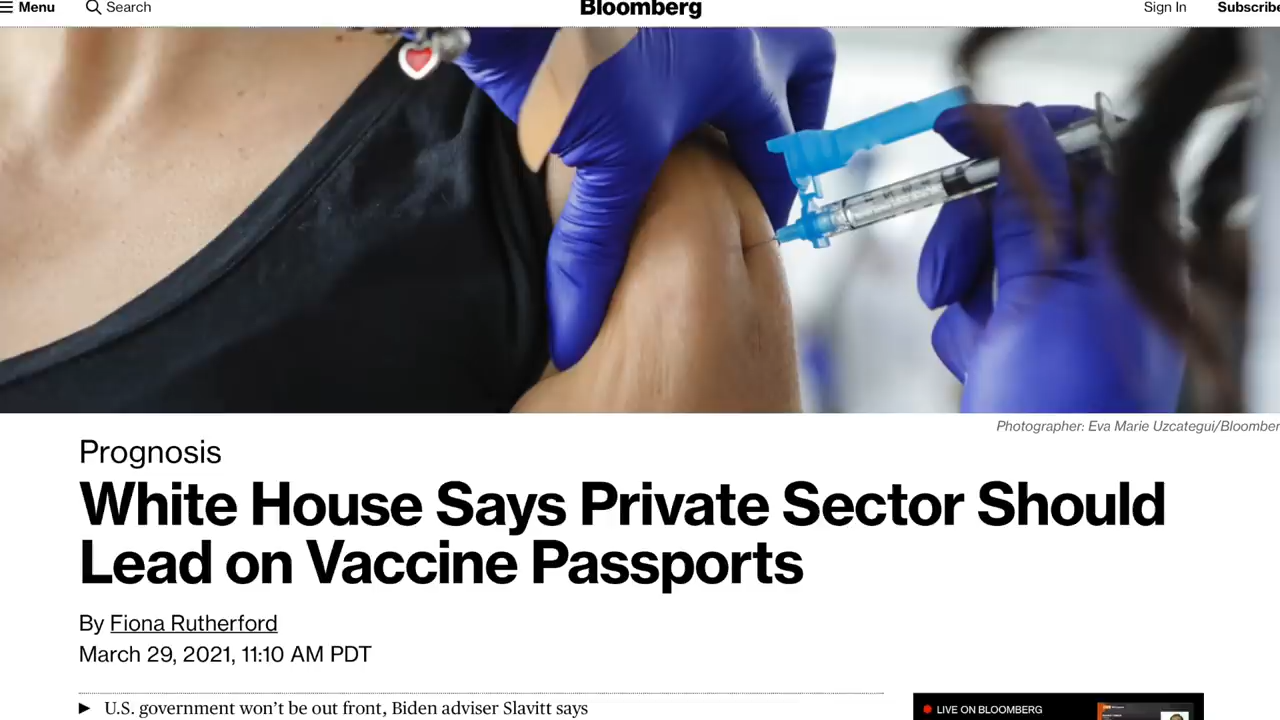 Menu
Search
Bloomberg
Sign In
Subscribe
Photographer: Eva Marie Uzcategui/Bloomber
Prognosis
White House Says Private Sector Should
Lead on Vaccine Passports
By Fiona Rutherford
March 29, 2021, 11:10 AM PDT
U.S. government won't be out front, Biden adviser Slavitt says
LIVE ON BLOOMBERG